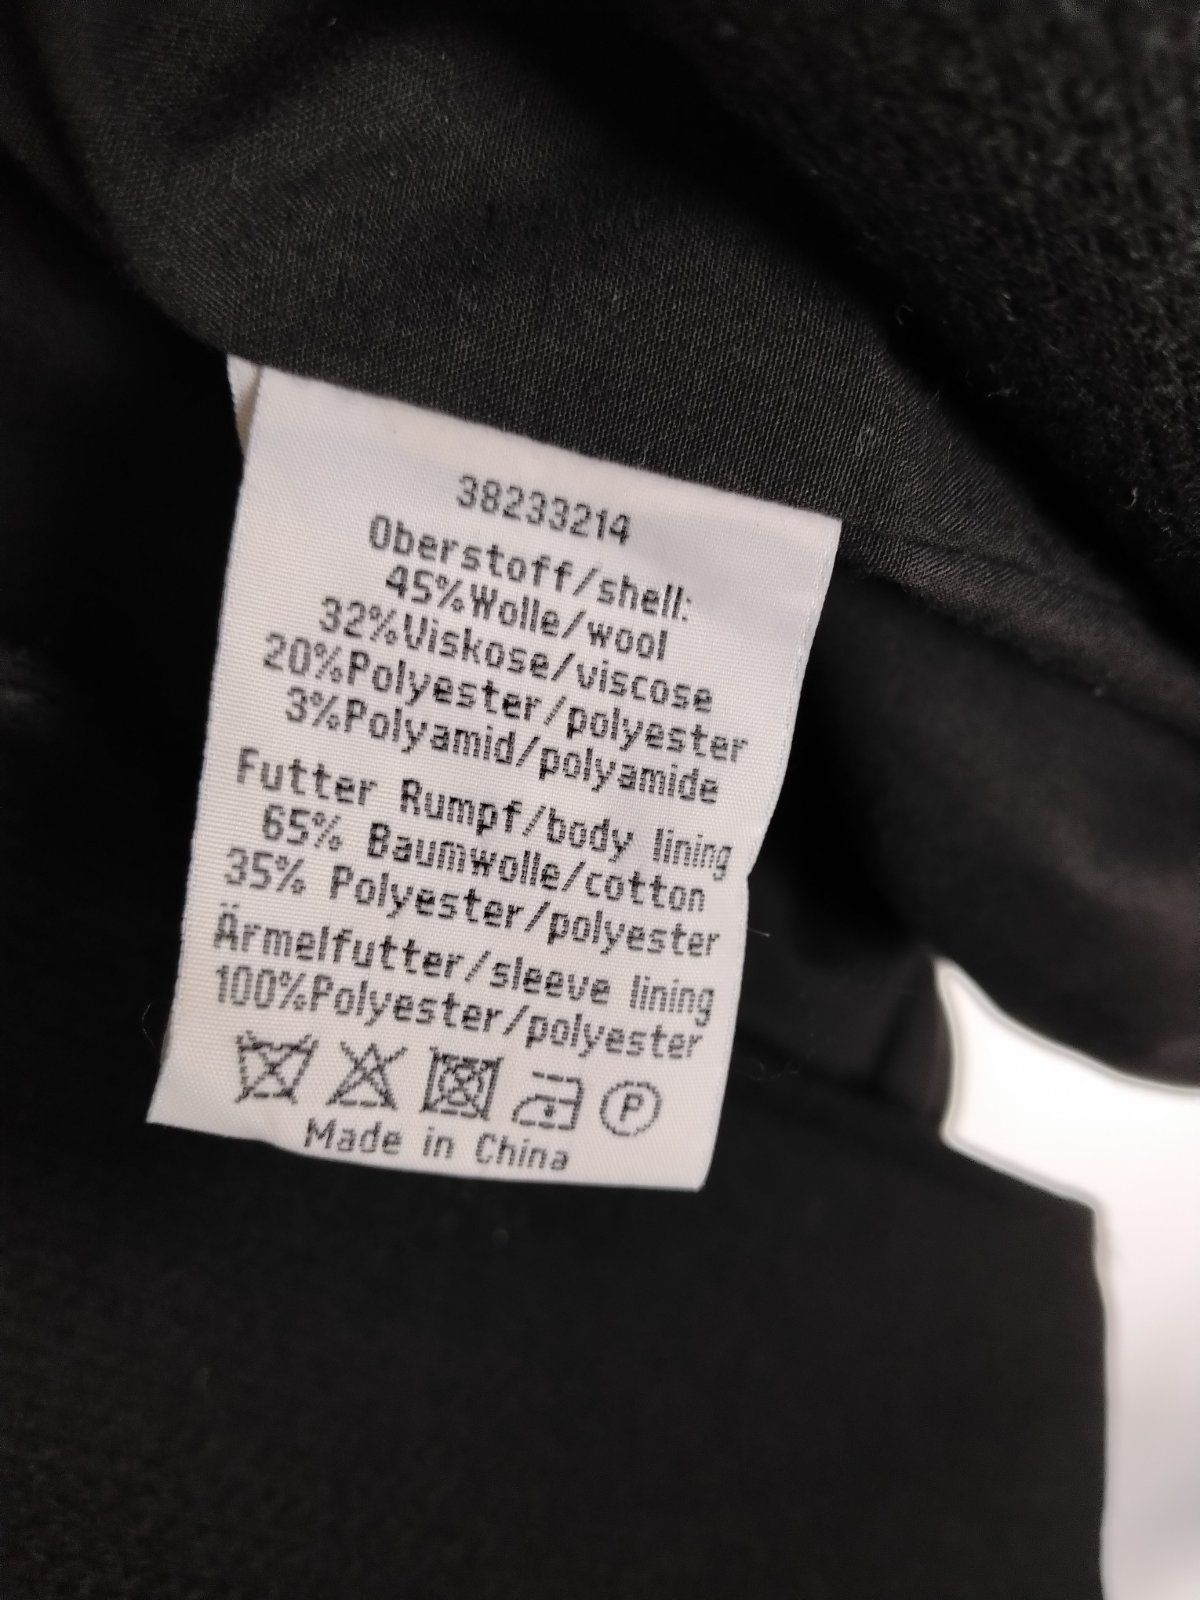 38233214
Oberstoff/shell:
45%Wolle/wool
32%Viskose/viscose
20%Polyester/polyester
3%Polyamid/polyamide
Futter Rumpf/body lining
65% Baumwolle/cotton
35% Polyester/polyester
Ärmelfutter/sleeve lining
100%Polyester/polyester
P
Made in China